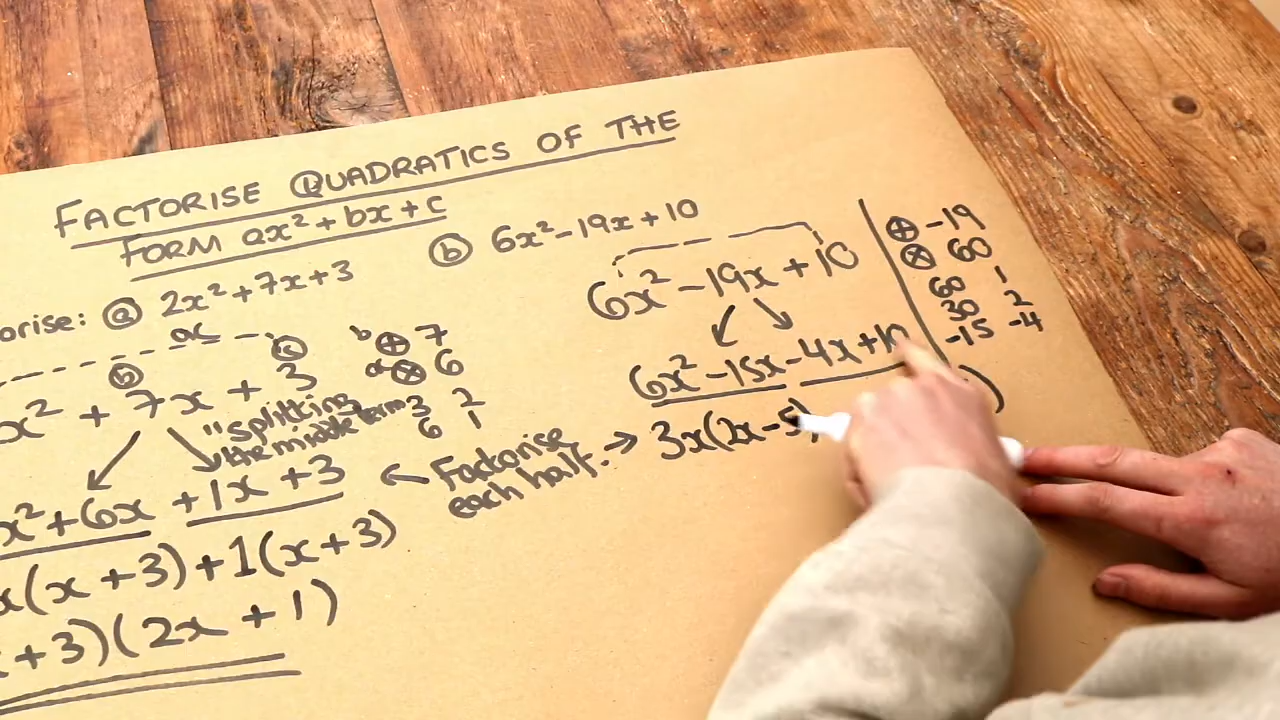 FACTORISE QUADRATICS OF THE
FORM ax² + bx + c
orise: ⓐ 2x² + 7x + 3
ac
ⓑ ⓒ
x² + 7x + 3
"splitting
the middle term
x² + 6x + 1x + 3
x(x + 3) + 1(x + 3)
+ 3)(2x + 1)
b ⊕ 7
⊗ 6
3 2
6 1
← Factorise
each half. →
ⓑ 6x² - 19x + 10
6x² - 19x + 10
6x² - 15x - 4x + 10
3x(2x - 5)
)
⊕ -19
⊗ 60
60 1
30 2
-15 -4